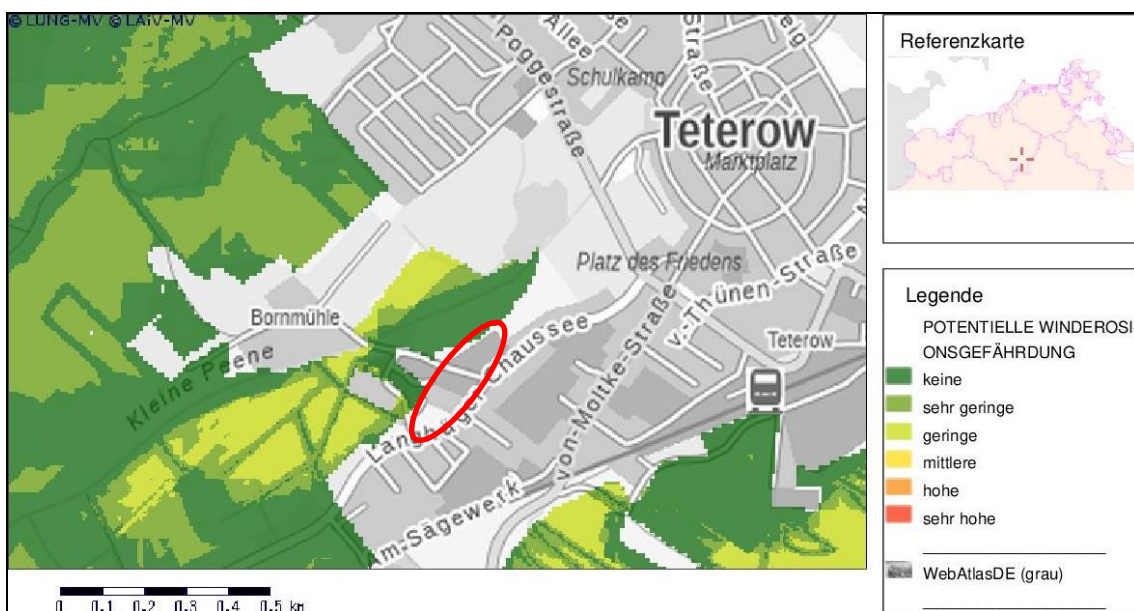 © LUNG-MV © LAiV-MV
Allee
Straße
Poggestraße
Schulkamp
Teterow
Marktplatz
Platz des Friedens
v.-Thünen-Straße
Bornmühle
Kleine Peene
Chaussee
von-Moltke-Straße
Teterow
Am-Sägewerk
0 0.1 0.2 0.3 0.4 0.5 km
Referenzkarte
Legende
POTENTIELLE WINDEROSI
ONSGEFÄHRDUNG
keine
sehr geringe
geringe
mittlere
hohe
sehr hohe
WebAtlasDE (grau)